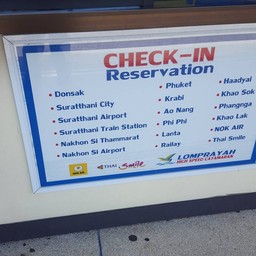 CHECK-IN
Reservation
• Donsak
• Suratthani City
• Suratthani Airport
• Suratthani Train Station
• Nakhon Si Thammarat
• Nakhon Si Airport
• Phuket
• Krabi
• Ao Nang
• Phi Phi
• Lanta
• Railay
• Haadyai
• Khao Sok
• Phangnga
• Khao Lak
• NOK AIR
• Thai Smile
THAI Smile
LOMPRAYAH
HIGH SPEED CATAMARAN